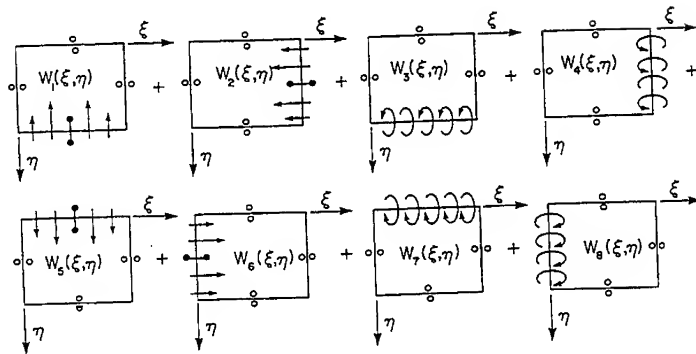 ξ ξ ξ ξ
W₁(ξ,η) + W₂(ξ,η) + W₃(ξ,η) + W₄(ξ,η) +
η η η η
ξ ξ ξ ξ
W₅(ξ,η) + W₆(ξ,η) + W₇(ξ,η) + W₈(ξ,η)
η η η η